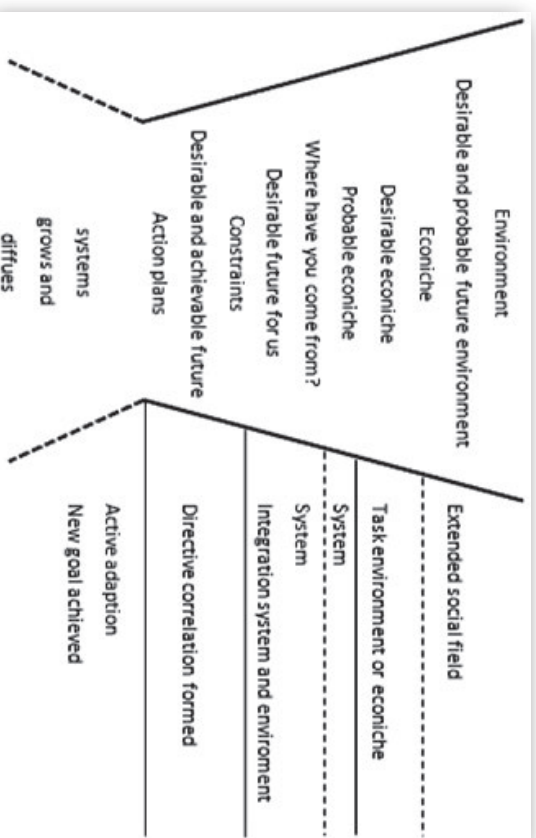 Environment
Desirable and probable future environment
Econiche
Desirable econiche
Probable econiche
Where have you come from?
Desirable future for us
Constraints
Desirable and achievable future
Action plans
systems
grows and
diffues
Extended social field
Task environment or econiche
System
System
Integration system and enviroment
Directive correlation formed
Active adaption
New goal achieved